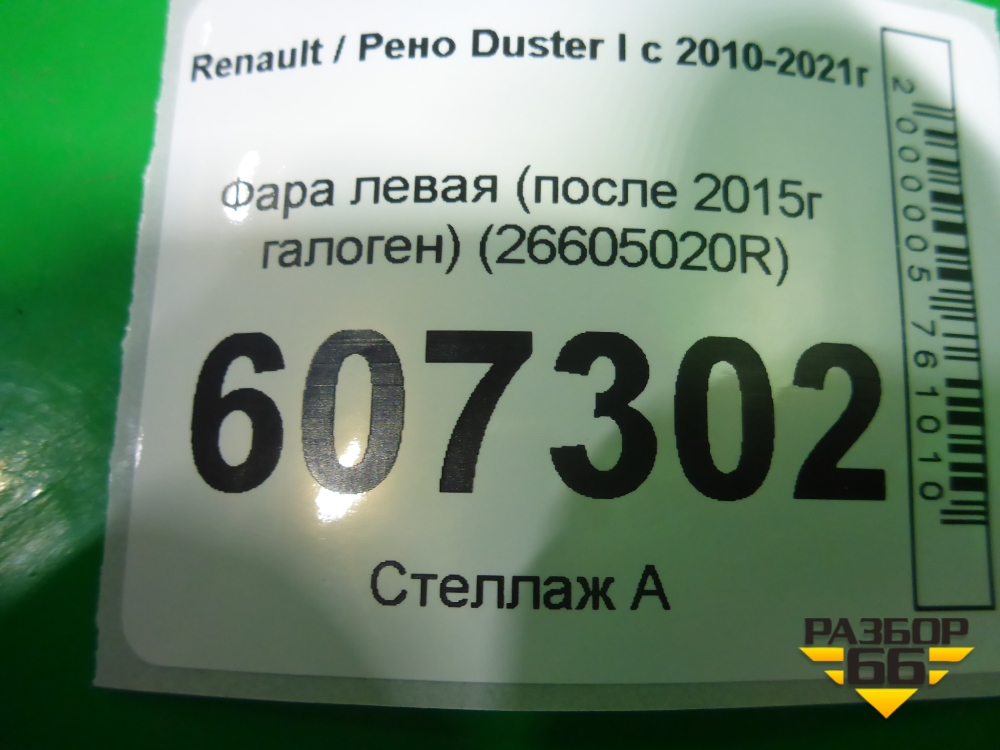 Renault / Рено Duster I с 2010-2021г
Фара левая (после 2015г
галоген) (26605020R)
607302
Стеллаж А
2000005761010
РАЗБОР
66